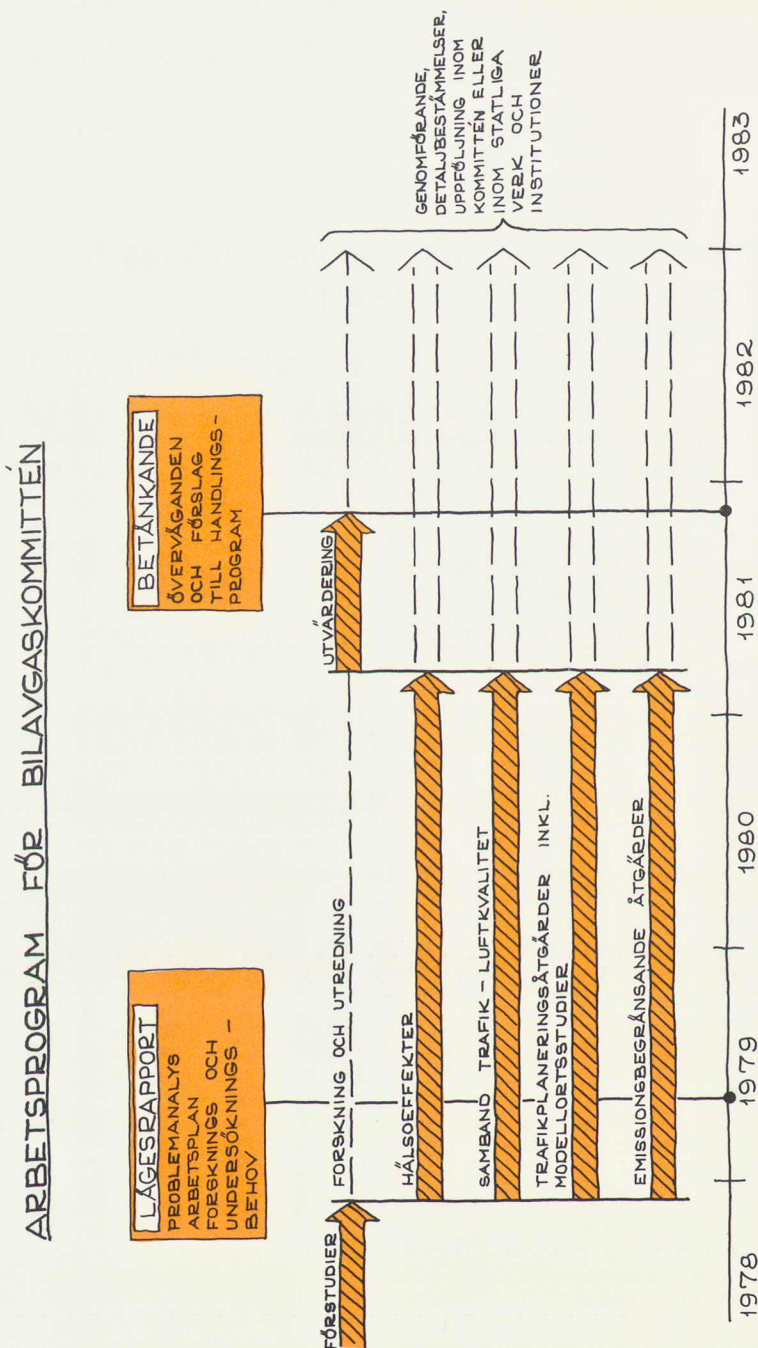 ARBETSPROGRAM FÖR BILAVGASKOMMITTÉN
LÄGESRAPPORT
PROBLEMANALYS
ARBETSPLAN
FORSKNINGS OCH
UNDERSÖKNINGS-
BEHOV
BETÄNKANDE
ÖVERVÄGANDEN
OCH FÖRSLAG
TILL HANDLINGS-
PROGRAM
FÖRSTUDIER
FORSKNING OCH UTREDNING
UTVÄRDERING
HÄLSOEFFEKTER
SAMBAND TRAFIK - LUFTKVALITET
TRAFIKPLANERINGSÅTGÄRDER INKL.
MODELLORTSSTUDIER
EMISSIONSBEGRÄNSANDE ÅTGÄRDER
GENOMFÖRANDE,
DETALJBESTÄMMELSER,
UPPFÖLJNING INOM
KOMMITTÉN ELLER
INOM STATLIGA
VERK OCH
INSTITUTIONER
1978 1979 1980 1981 1982 1983